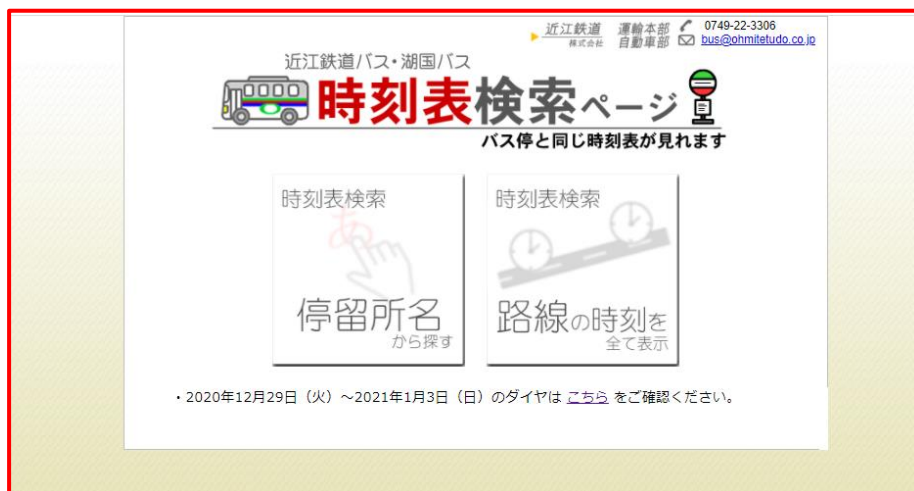 近江鉄道 株式会社 運輸本部 自動車部 0749-22-3306
bus@ohmitetudo.co.jp
近江鉄道バス・湖国バス
時刻表検索ページ
バス停と同じ時刻表が見れます
時刻表検索
あ
停留所名
から探す
時刻表検索
路線の時刻を
全て表示
・2020年12月29日（火）～2021年1月3日（日）のダイヤは こちら をご確認ください。